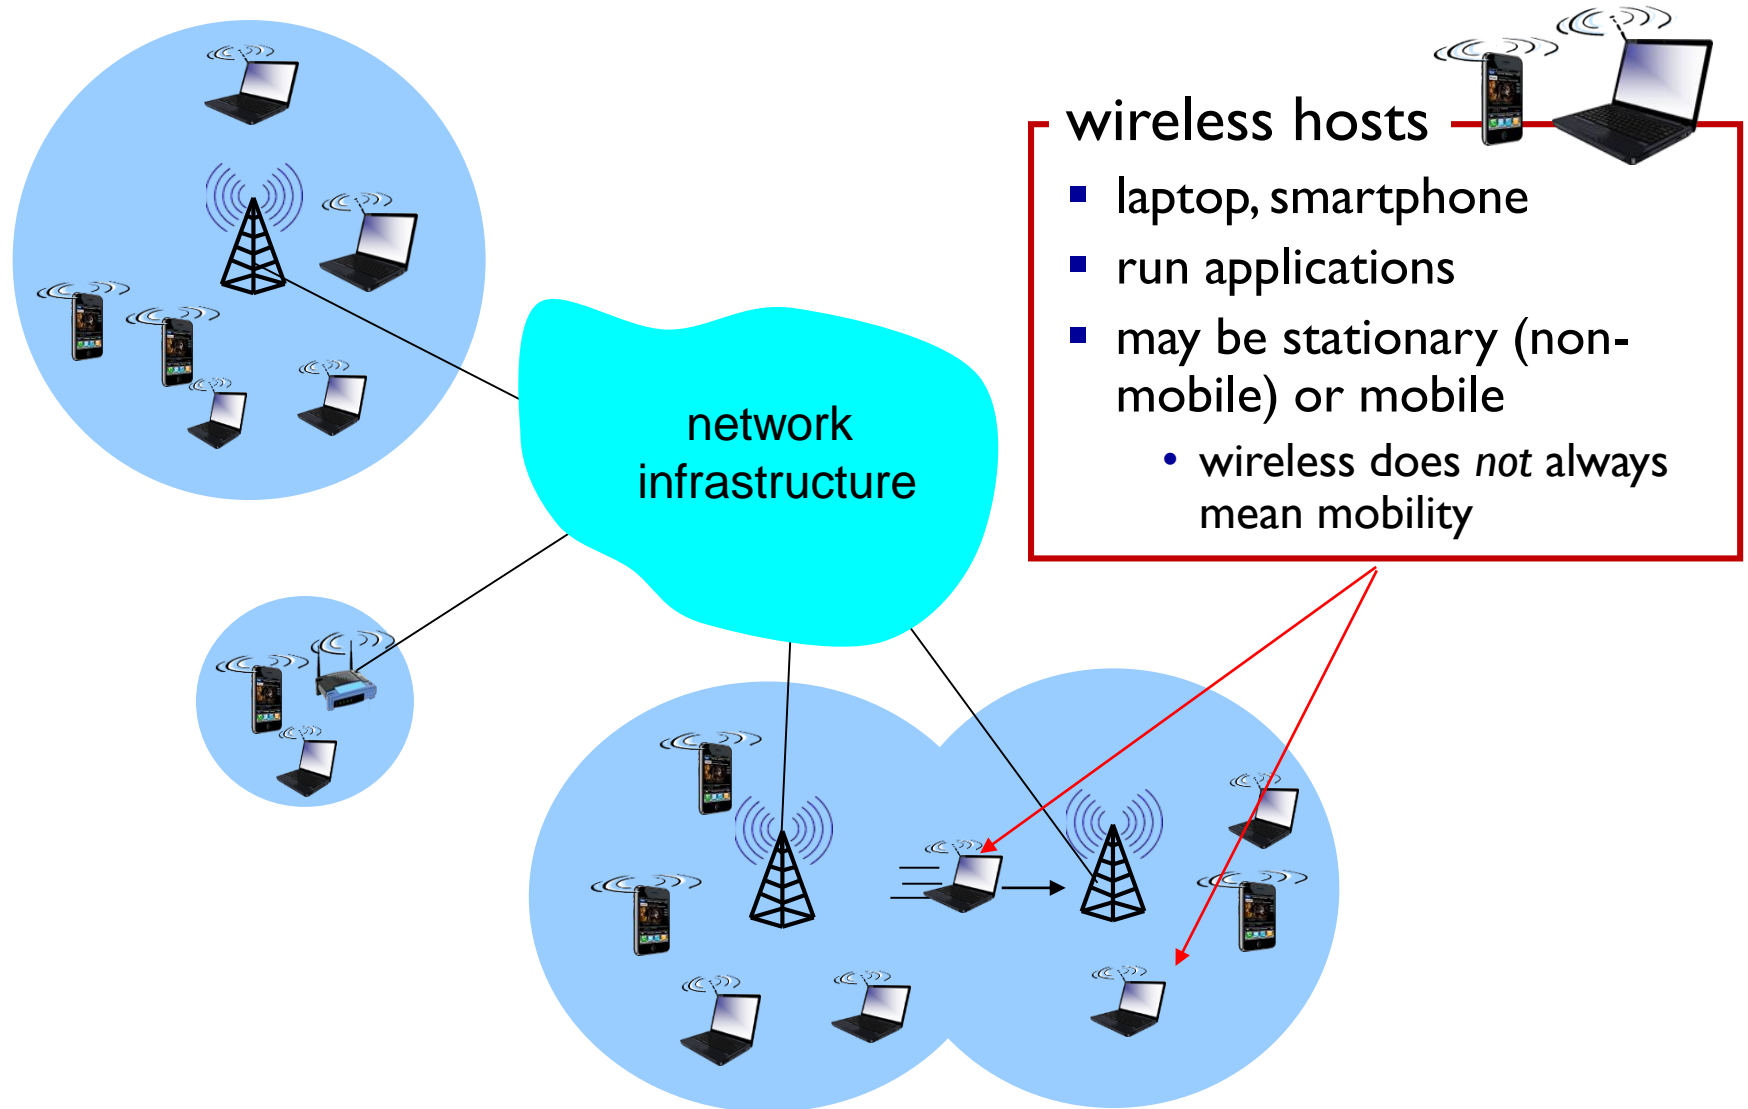 wireless hosts
laptop, smartphone
run applications
may be stationary (non-
mobile) or mobile
wireless does not always
mean mobility
network
infrastructure